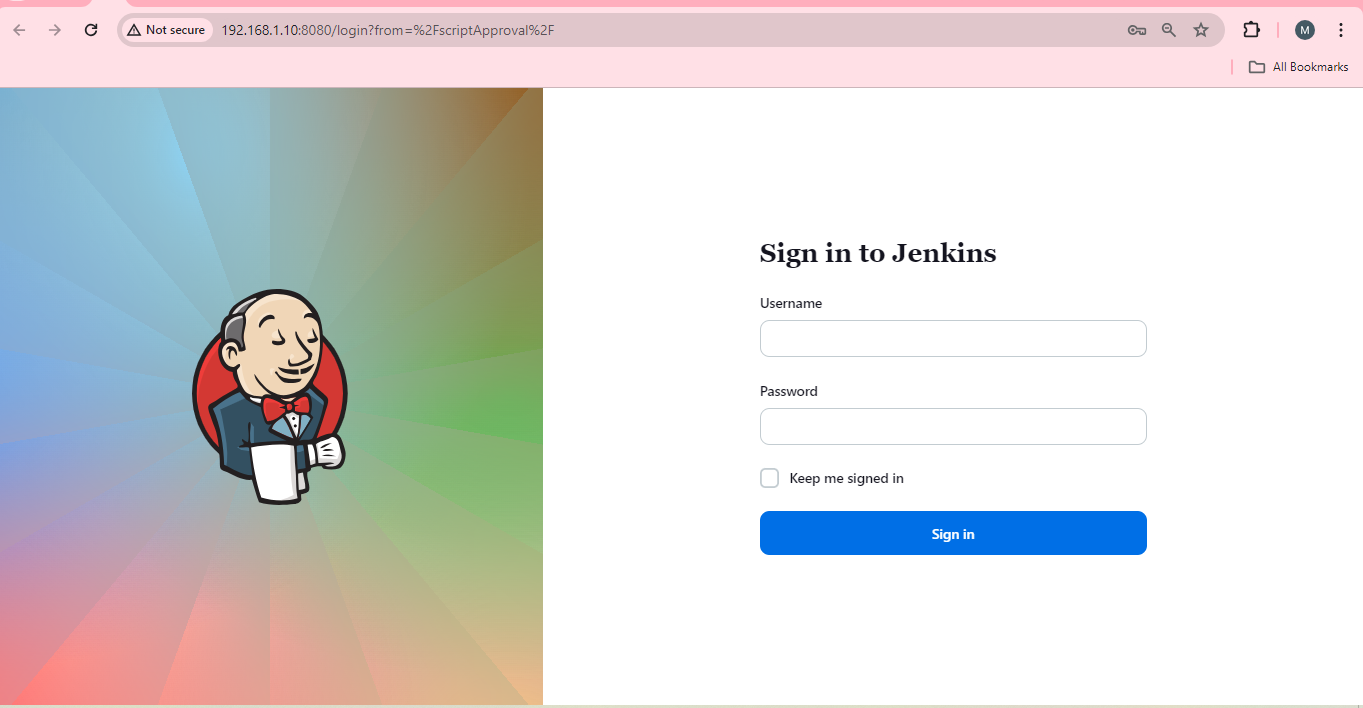 Not secure 192.168.1.10:8080/login?from=%2FscriptApproval%2F M
All Bookmarks
Sign in to Jenkins
Username
Password
Keep me signed in
Sign in